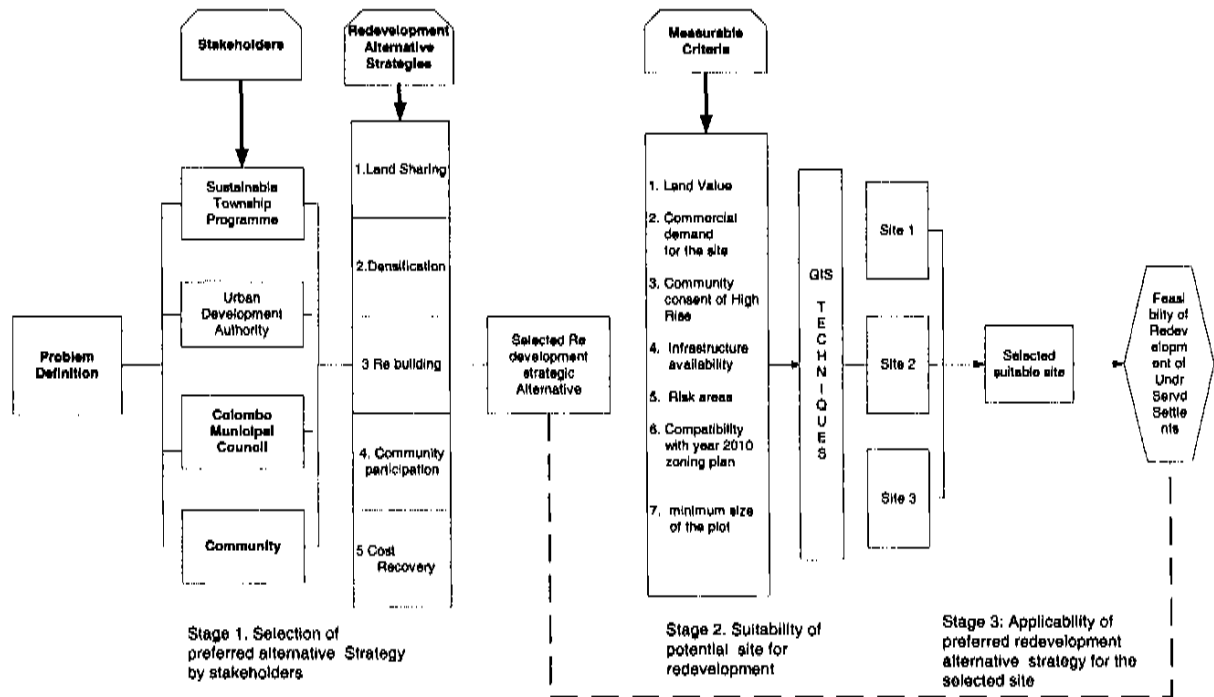 Stakeholders
Redevelopment
Alternative
Strategies
Measurable
Criteria
Problem
Definition
Sustainable
Township
Programme
Urban
Development
Authority
Colombo
Municipal
Council
Community
1.Land Sharing
2.Densification
3 Re building
4. Community
participation
5 Cost
Recovery
Selected Re
development
strategic
Alternative
1. Land Value
2. Commercial
demand
for the site
3. Community
consent of High
Rise
4. Infrastructure
availability
5. Risk areas
6. Compatibility
with year 2010
zoning plan
7. minimum size
of the plot
GIS
T
E
C
H
N
I
Q
U
E
S
Site 1
Site 2
Site 3
Selected
suitable site
Feasi
bility of
Redev
elopm
ent of
Undr
Servd
Settle
nts
Stage 1. Selection of
preferred alternative Strategy
by stakeholders
Stage 2. Suitability of
potential site for
redevelopment
Stage 3: Applicability of
preferred redevelopment
alternative strategy for the
selected site